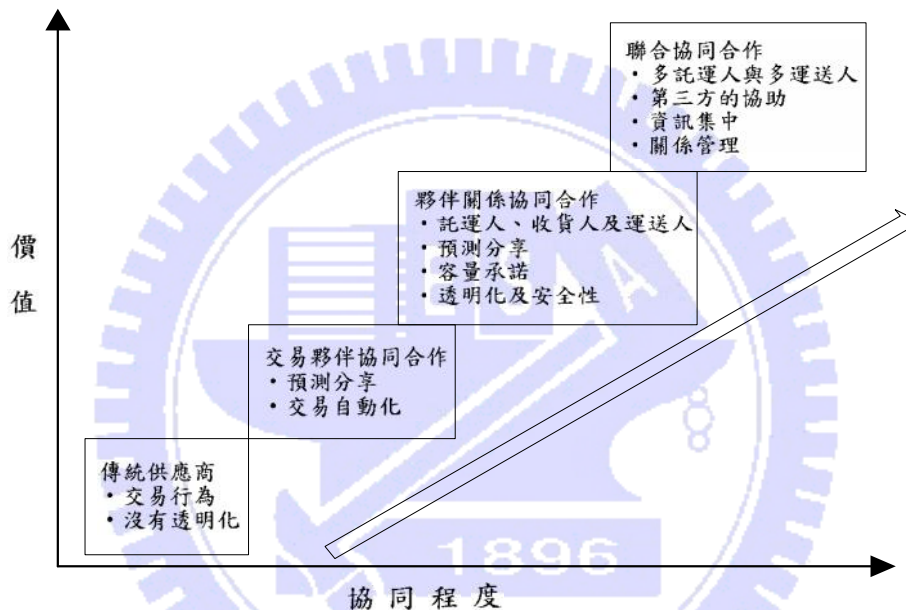 聯合協同合作
・多託運人與多運送人
・第三方的協助
・資訊集中
・關係管理
夥伴關係協同合作
・託運人、收貨人及運送人
・預測分享
・容量承諾
・透明化及安全性
價
值
交易夥伴協同合作
・預測分享
・交易自動化
傳統供應商
・交易行為
・沒有透明化
ESA
1896
協同程度